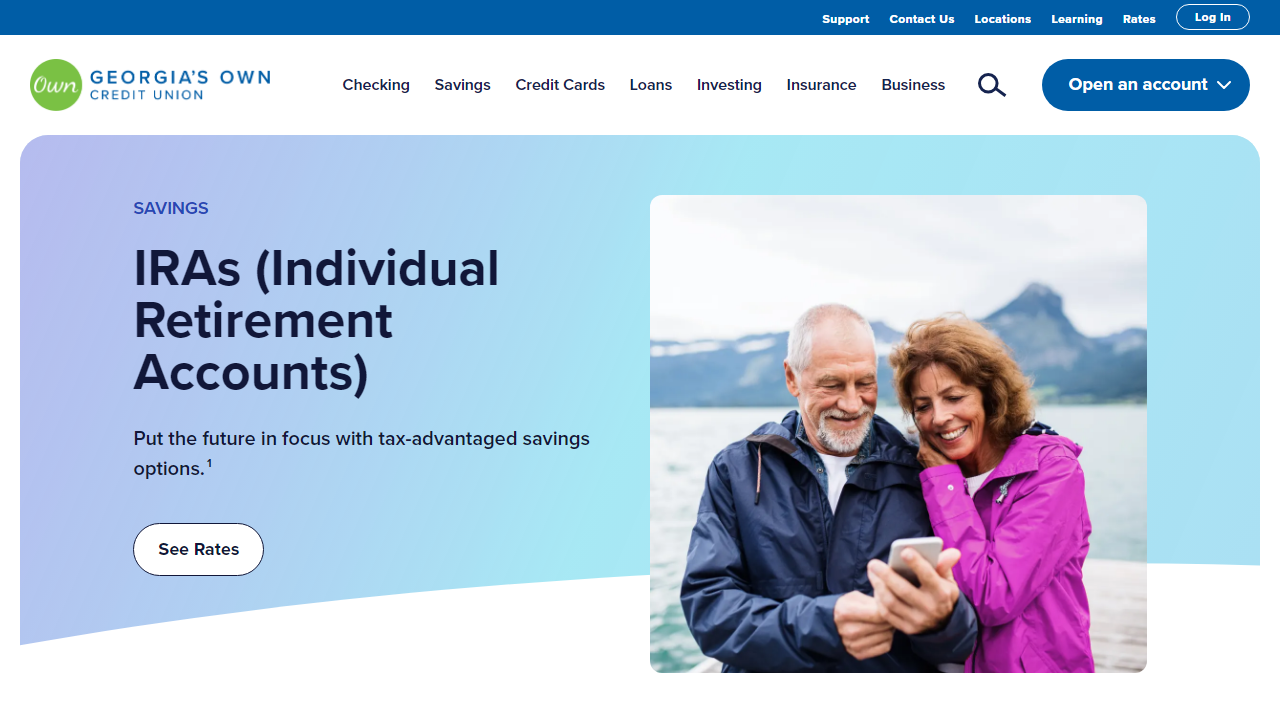 Support Contact Us Locations Learning Rates Log In
Own GEORGIA'S OWN
CREDIT UNION
Checking Savings Credit Cards Loans Investing Insurance Business Open an account
SAVINGS
IRAs (Individual
Retirement
Accounts)
Put the future in focus with tax-advantaged savings
options.¹
See Rates